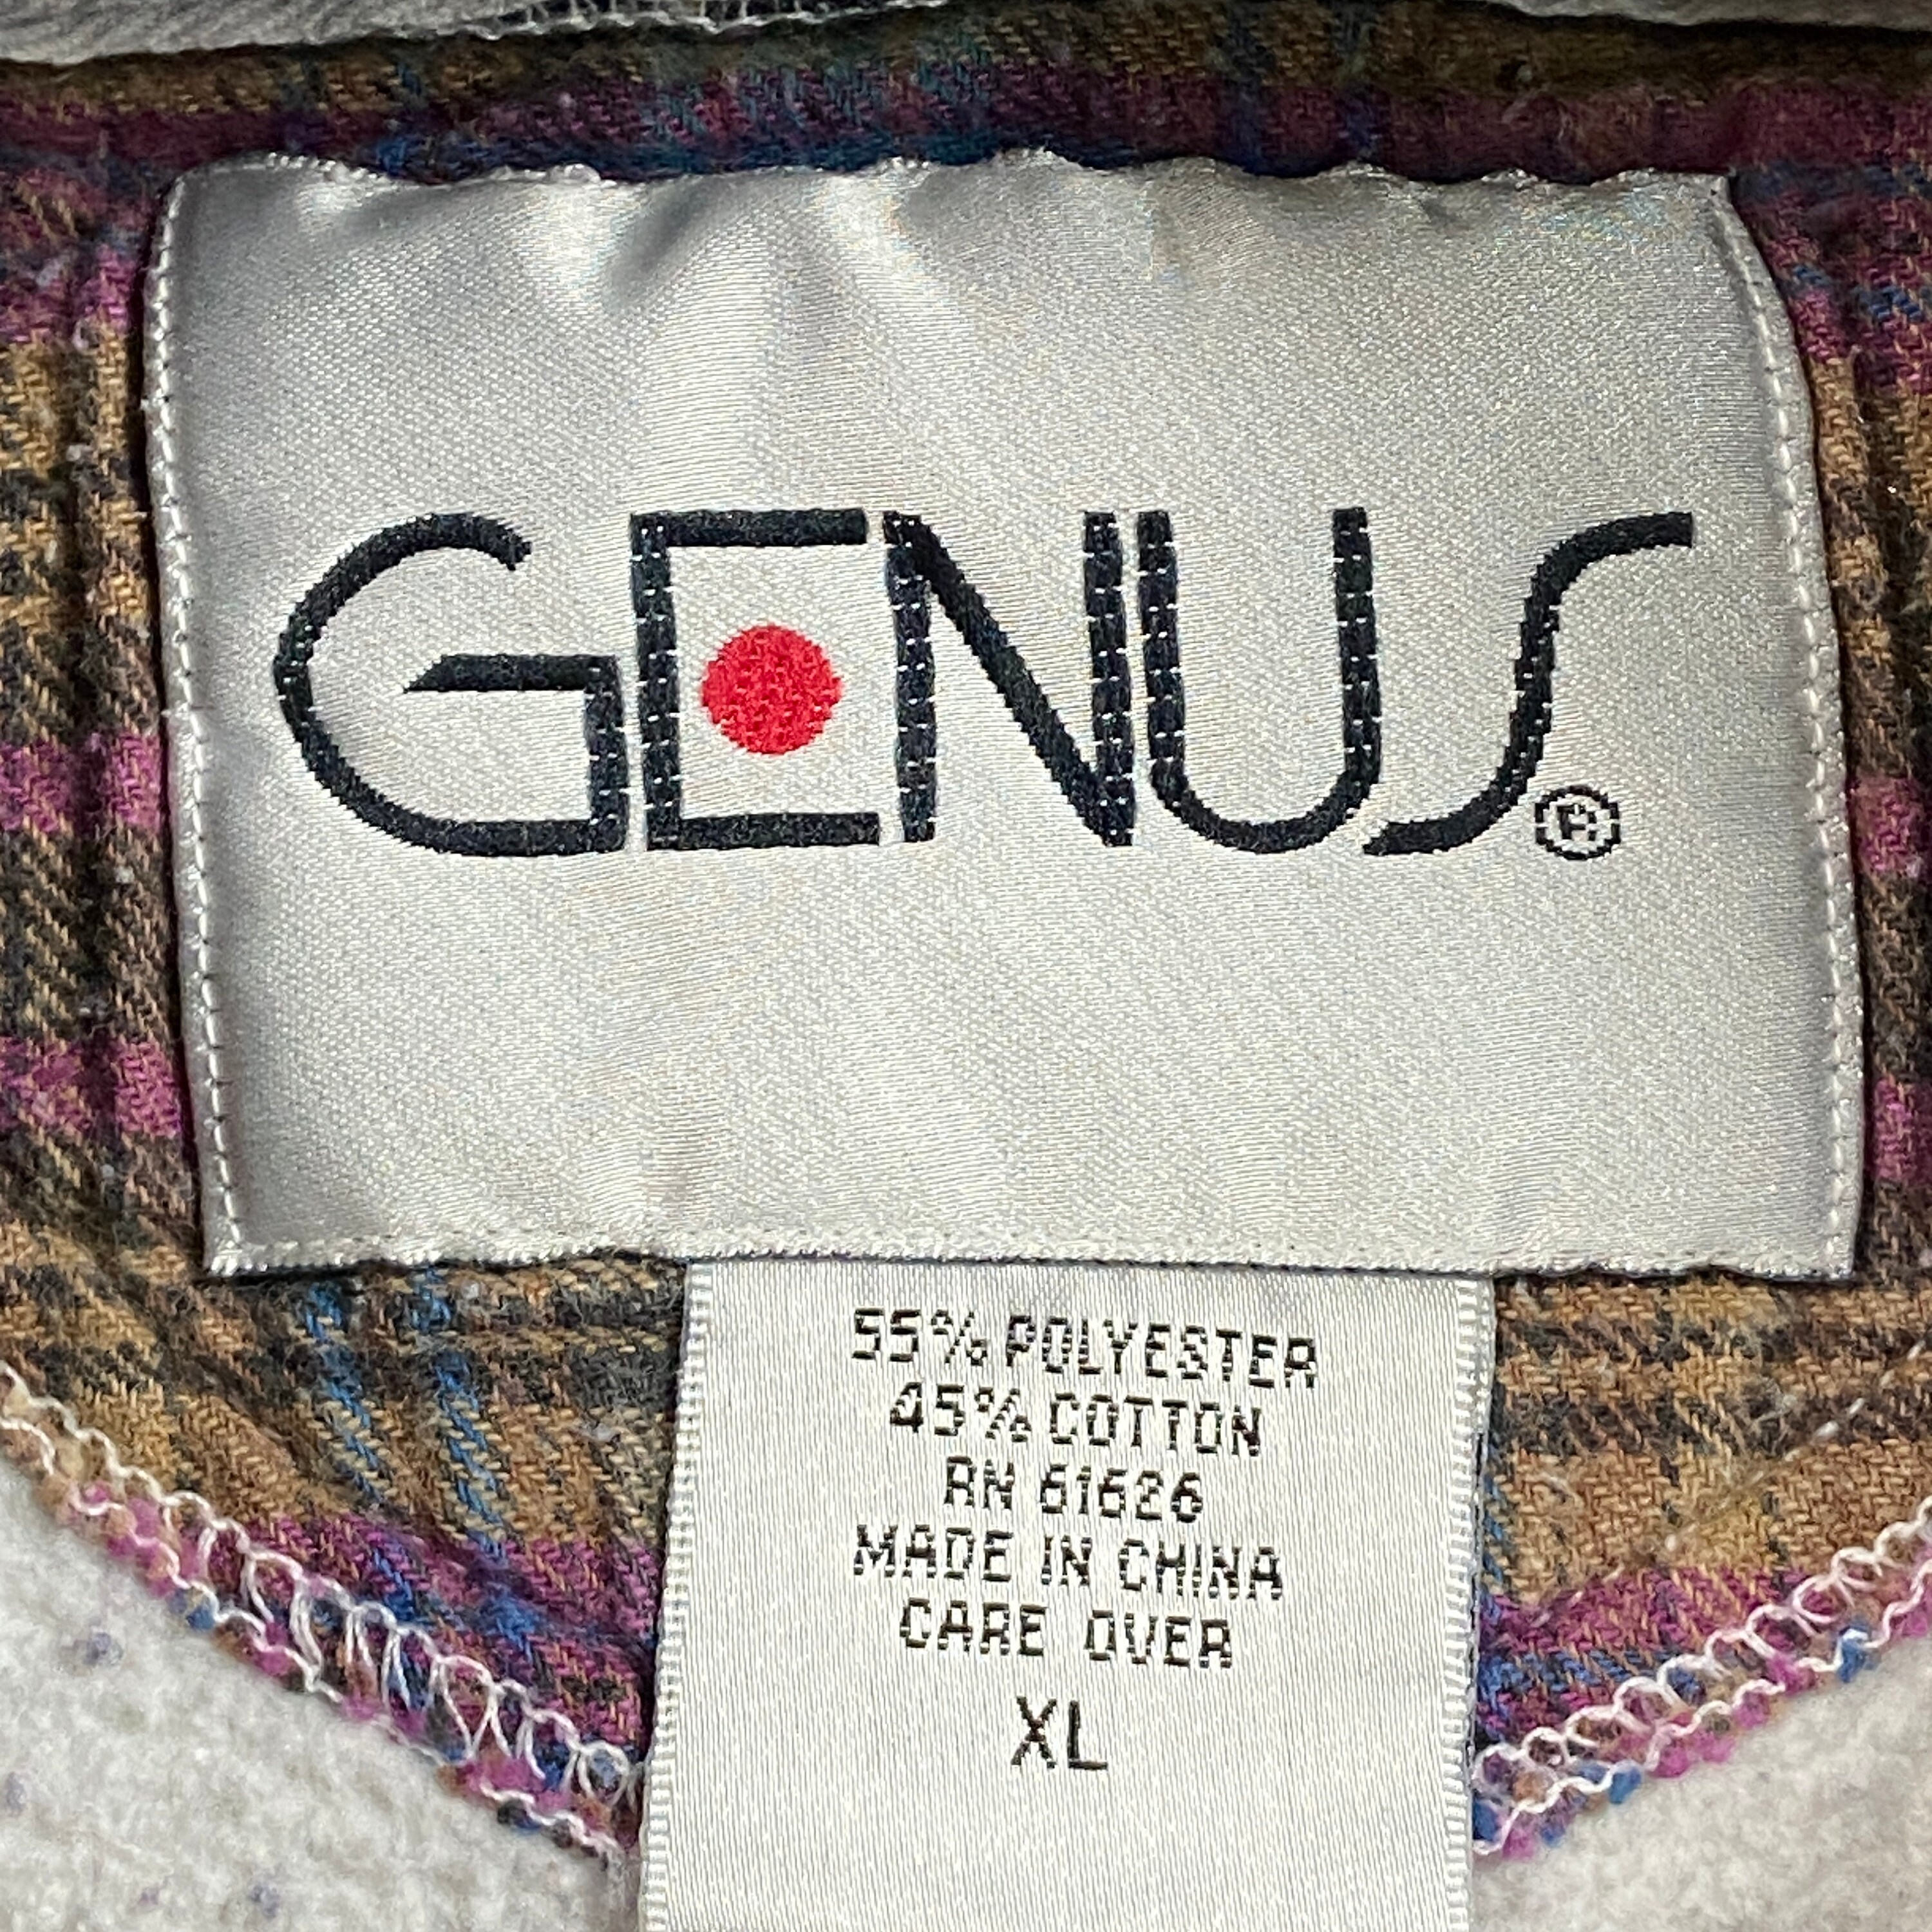 GENUS®
55% POLYESTER
45% COTTON
RN 61626
MADE IN CHINA
CARE OVER
XL